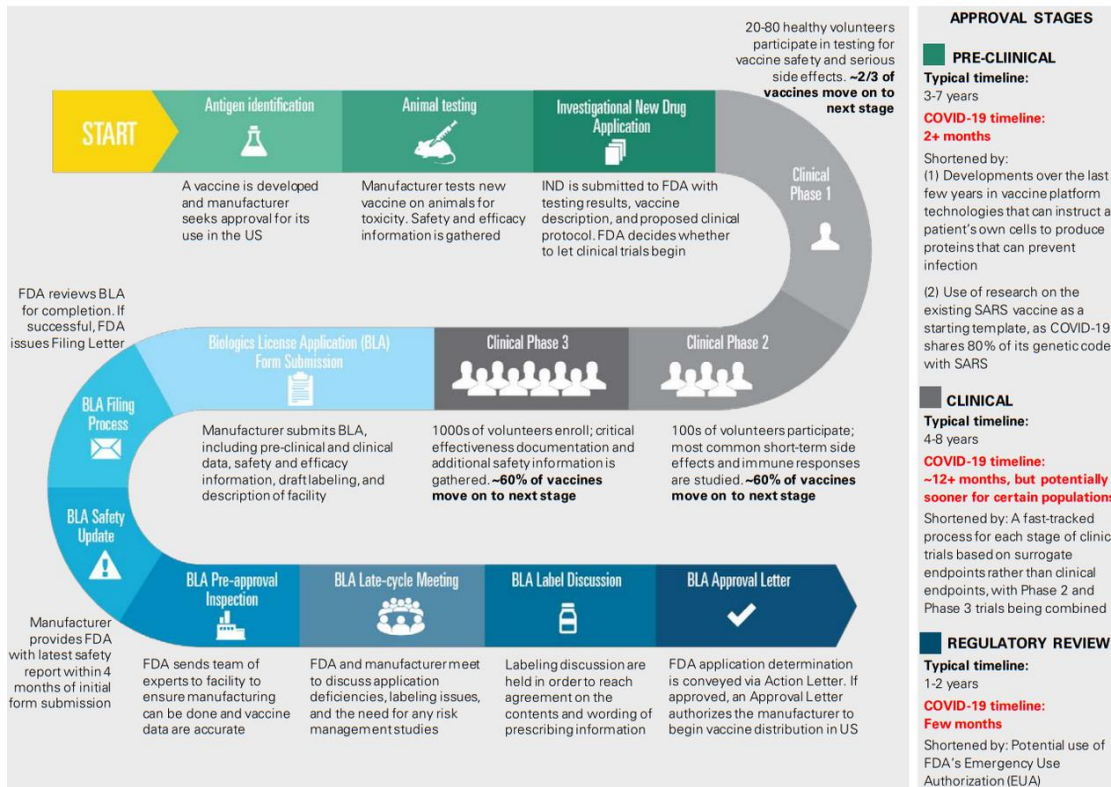 20-80 healthy volunteers
participate in testing for
vaccine safety and serious
side effects. ~2/3 of
vaccines move on to
next stage
START
Antigen identification
Animal testing
Investigational New Drug
Application
Clinical
Phase 1
A vaccine is developed
and manufacturer
seeks approval for its
use in the US
Manufacturer tests new
vaccine on animals for
toxicity. Safety and efficacy
information is gathered
IND is submitted to FDA with
testing results, vaccine
description, and proposed clinical
protocol. FDA decides whether
to let clinical trials begin
FDA reviews BLA
for completion. If
successful, FDA
issues Filing Letter
Biologics License Application (BLA)
Form Submission
Clinical Phase 3
Clinical Phase 2
BLA Filing
Process
Manufacturer submits BLA,
including pre-clinical and clinical
data, safety and efficacy
information, draft labeling, and
description of facility
1000s of volunteers enroll; critical
effectiveness documentation and
additional safety information is
gathered. ~60% of vaccines
move on to next stage
100s of volunteers participate;
most common short-term side
effects and immune responses
are studied. ~60% of vaccines
move on to next stage
BLA Safety
Update
Manufacturer
provides FDA
with latest safety
report within 4
months of initial
form submission
BLA Pre-approval
Inspection
BLA Late-cycle Meeting
BLA Label Discussion
BLA Approval Letter
FDA sends team of
experts to facility to
ensure manufacturing
can be done and vaccine
data are accurate
FDA and manufacturer meet
to discuss application
deficiencies, labeling issues,
and the need for any risk
management studies
Labeling discussion are
held in order to reach
agreement on the
contents and wording of
prescribing information
FDA application determination
is conveyed via Action Letter. If
approved, an Approval Letter
authorizes the manufacturer to
begin vaccine distribution in US
APPROVAL STAGES
PRE-CLIINICAL
Typical timeline:
3-7 years
COVID-19 timeline:
2+ months
Shortened by:
(1) Developments over the last
few years in vaccine platform
technologies that can instruct a
patient's own cells to produce
proteins that can prevent
infection
(2) Use of research on the
existing SARS vaccine as a
starting template, as COVID-19
shares 80% of its genetic code
with SARS
CLINICAL
Typical timeline:
4-8 years
COVID-19 timeline:
~12+ months, but potentially
sooner for certain populations
Shortened by: A fast-tracked
process for each stage of clinic
trials based on surrogate
endpoints rather than clinical
endpoints, with Phase 2 and
Phase 3 trials being combined
REGULATORY REVIEW
Typical timeline:
1-2 years
COVID-19 timeline:
Few months
Shortened by: Potential use of
FDA's Emergency Use
Authorization (EUA)